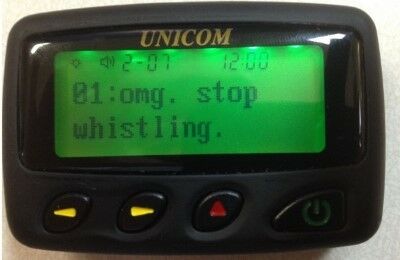 UNICOM
2-07 12:00
01:omg. stop
whistling.